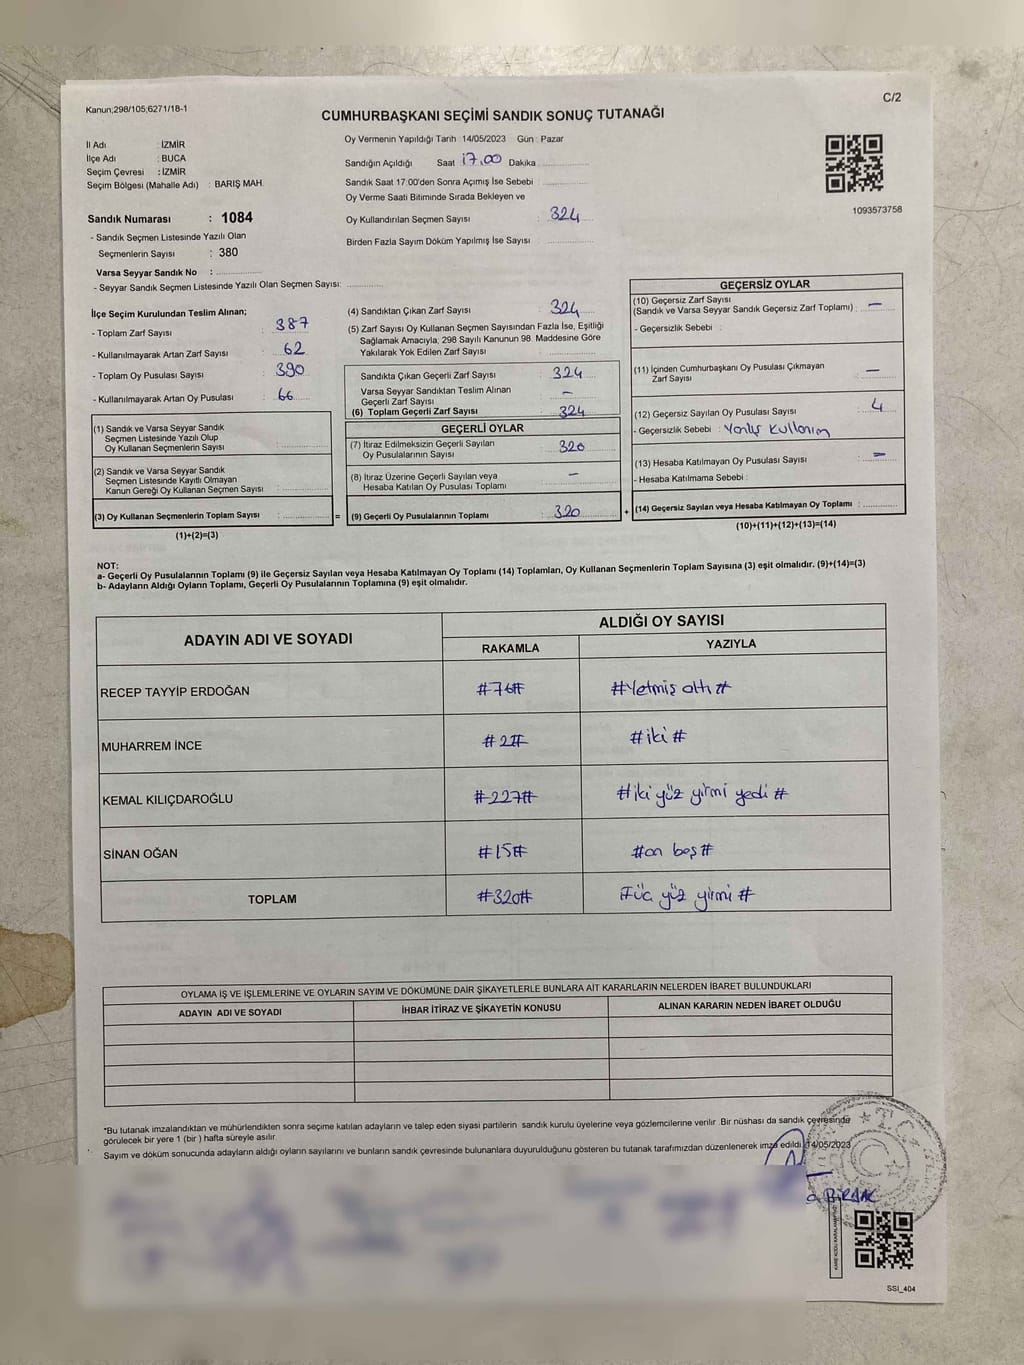 Kanun;298/105;6271/18-1
C/2
CUMHURBAŞKANI SEÇİMİ SANDIK SONUÇ TUTANAĞI
İl Adı : İZMİR
İlçe Adı : BUCA
Seçim Çevresi : İZMİR
Seçim Bölgesi (Mahalle Adı) : BARIŞ MAH.
Sandık Numarası : 1084
- Sandık Seçmen Listesinde Yazılı Olan
Seçmenlerin Sayısı : 380
Varsa Seyyar Sandık No :
- Seyyar Sandık Seçmen Listesinde Yazılı Olan Seçmen Sayısı:
Oy Vermenin Yapıldığı Tarih :14/05/2023 Gün : Pazar
Sandığın Açıldığı Saat 17.00 Dakika
Sandık Saat 17:00'den Sonra Açımış İse Sebebi :
Oy Verme Saati Bitiminde Sırada Bekleyen ve
Oy Kullandırılan Seçmen Sayısı : 324
Birden Fazla Sayım Döküm Yapılmış İse Sayısı :
1093573758
İlçe Seçim Kurulundan Teslim Alınan;
- Toplam Zarf Sayısı : 387
- Kullanılmayarak Artan Zarf Sayısı : 62
- Toplam Oy Pusulası Sayısı : 390
- Kullanılmayarak Artan Oy Pusulası : 66
(1) Sandık ve Varsa Seyyar Sandık
Seçmen Listesinde Yazılı Olup
Oy Kullanan Seçmenlerin Sayısı :
(2) Sandık ve Varsa Seyyar Sandık
Seçmen Listesinde Kayıtlı Olmayan
Kanun Gereği Oy Kullanan Seçmen Sayısı :
(3) Oy Kullanan Seçmenlerin Toplam Sayısı :
(1)+(2)=(3)
(4) Sandıktan Çıkan Zarf Sayısı : 324
(5) Zarf Sayısı Oy Kullanan Seçmen Sayısından Fazla İse, Eşitliği
Sağlamak Amacıyla, 298 Sayılı Kanunun 98. Maddesine Göre
Yakılarak Yok Edilen Zarf Sayısı :
Sandıkta Çıkan Geçerli Zarf Sayısı : 324
Varsa Seyyar Sandıktan Teslim Alınan
Geçerli Zarf Sayısı : -
(6) Toplam Geçerli Zarf Sayısı : 324
GEÇERLİ OYLAR
(7) İtiraz Edilmeksizin Geçerli Sayılan
Oy Pusulalarının Sayısı : 320
(8) İtiraz Üzerine Geçerli Sayılan veya
Hesaba Katılan Oy Pusulası Toplamı : -
= (9) Geçerli Oy Pusulalarının Toplamı : 320
GEÇERSİZ OYLAR
(10) Geçersiz Zarf Sayısı
(Sandık ve Varsa Seyyar Sandık Geçersiz Zarf Toplamı) : -
- Geçersizlik Sebebi :
(11) İçinden Cumhurbaşkanı Oy Pusulası Çıkmayan
Zarf Sayısı : -
(12) Geçersiz Sayılan Oy Pusulası Sayısı : 4
- Geçersizlik Sebebi : Yanlış Kullanım
(13) Hesaba Katılmayan Oy Pusulası Sayısı : -
- Hesaba Katılmama Sebebi :
+ (14) Geçersiz Sayılan veya Hesaba Katılmayan Oy Toplamı :
(10)+(11)+(12)+(13)=(14)
NOT:
a- Geçerli Oy Pusulalarının Toplamı (9) ile Geçersiz Sayılan veya Hesaba Katılmayan Oy Toplamı (14) Toplamları, Oy Kullanan Seçmenlerin Toplam Sayısına (3) eşit olmalıdır. (9)+(14)=(3)
b- Adayların Aldığı Oyların Toplamı, Geçerli Oy Pusulalarının Toplamına (9) eşit olmalıdır.
ADAYIN ADI VE SOYADI ALDIĞI OY SAYISI
RAKAMLA YAZIYLA
RECEP TAYYİP ERDOĞAN #76# #Yetmiş altı#
MUHARREM İNCE #2# #iki#
KEMAL KILIÇDAROĞLU #227# #iki yüz yirmi yedi#
SİNAN OĞAN #15# #on beş#
TOPLAM #320# #üç yüz yirmi#
OYLAMA İŞ VE İŞLEMLERİNE VE OYLARIN SAYIM VE DÖKÜMÜNE DAİR ŞİKAYETLERLE BUNLARA AİT KARARLARIN NELERDEN İBARET BULUNDUKLARI
ADAYIN ADI VE SOYADI İHBAR İTİRAZ VE ŞİKAYETİN KONUSU ALINAN KARARIN NEDEN İBARET OLDUĞU
*Bu tutanak imzalandıktan ve mühürlendikten sonra seçime katılan adayların ve talep eden siyasi partilerin sandık kurulu üyelerine veya gözlemcilerine verilir .Bir nüshası da sandık çevresinde
görülecek bir yere 1 (bir ) hafta süreyle asılır.
Sayım ve döküm sonucunda adayların aldığı oyların sayılarını ve bunların sandık çevresinde bulunanlara duyurulduğunu gösteren bu tutanak tarafımızdan düzenlenerek imza edildi. 14/05/2023
T.C.
SSİ_404